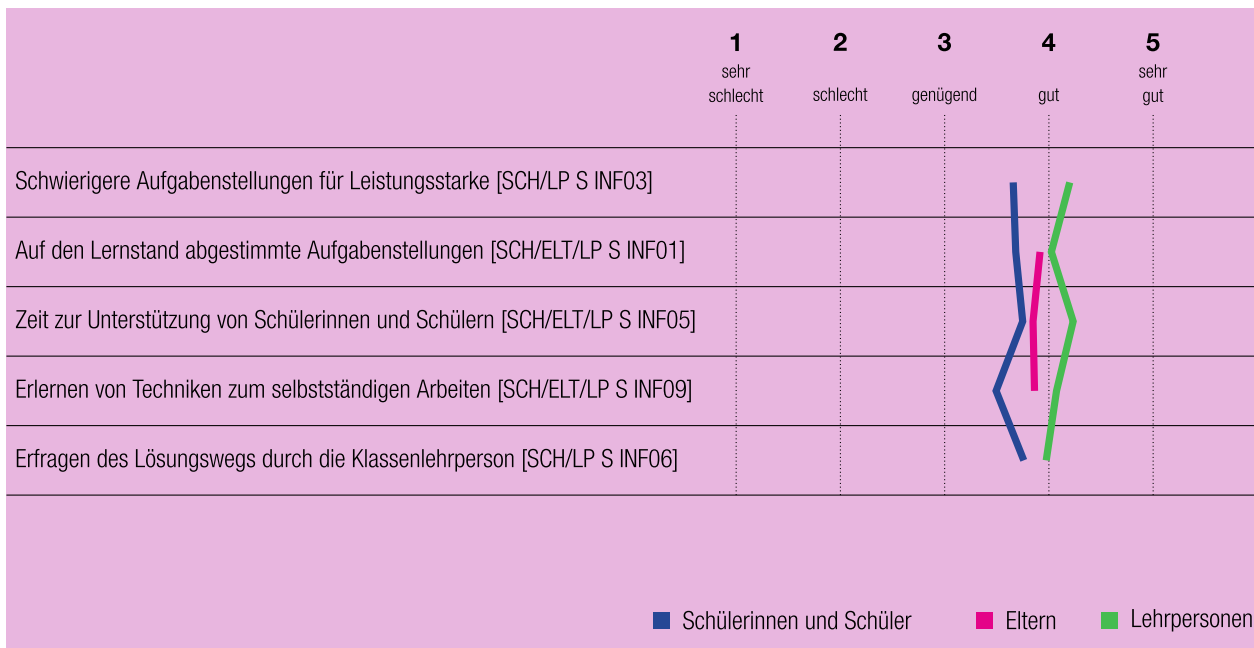 1 2 3 4 5
sehr sehr
schlecht schlecht genügend gut gut
Schwierigere Aufgabenstellungen für Leistungsstarke [SCH/LP S INF03]
Auf den Lernstand abgestimmte Aufgabenstellungen [SCH/ELT/LP S INF01]
Zeit zur Unterstützung von Schülerinnen und Schülern [SCH/ELT/LP S INF05]
Erlernen von Techniken zum selbstständigen Arbeiten [SCH/ELT/LP S INF09]
Erfragen des Lösungswegs durch die Klassenlehrperson [SCH/LP S INF06]
Schülerinnen und Schüler Eltern Lehrpersonen